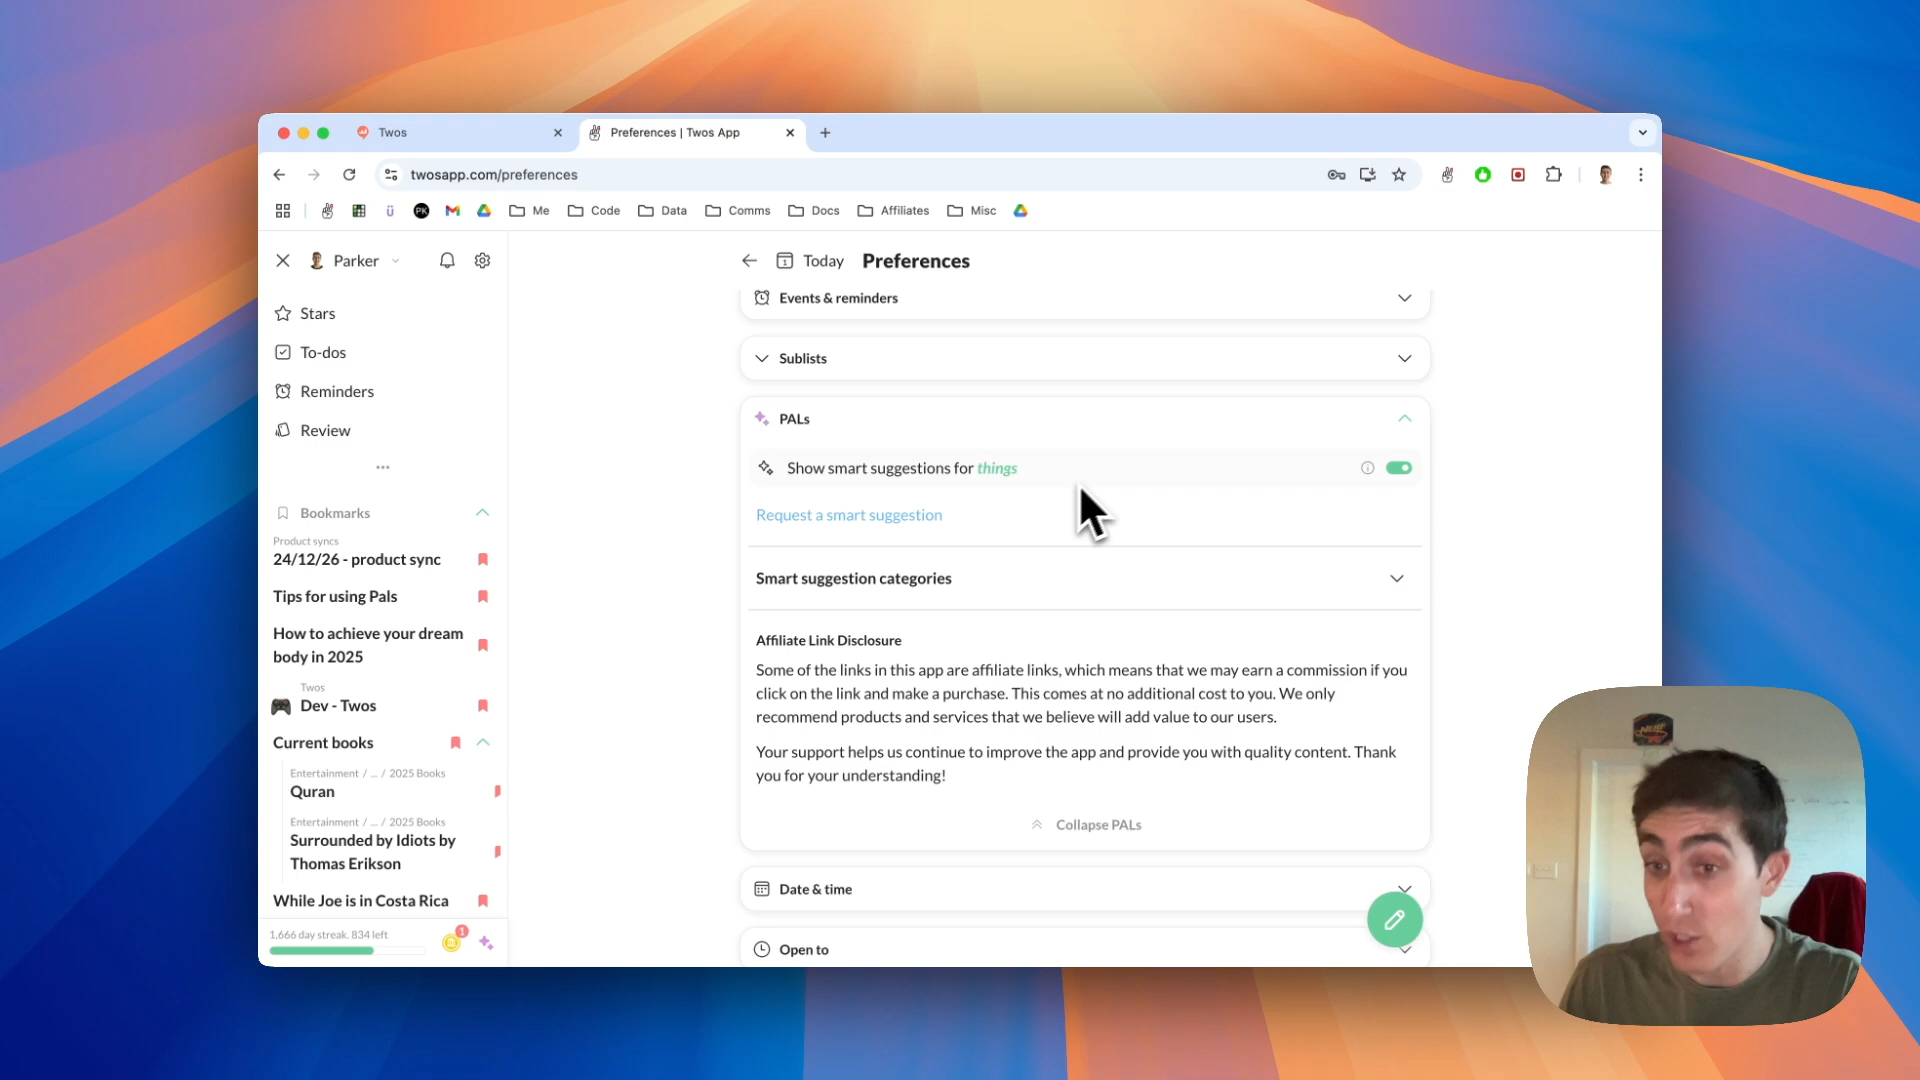 Twos
Preferences | Twos App
twosapp.com/preferences
PK
Me
Code
Data
Comms
Docs
Affiliates
Misc
Parker
Stars
To-dos
Reminders
Review
Bookmarks
Product syncs
24/12/26 - product sync
Tips for using Pals
How to achieve your dream
body in 2025
Twos
Dev - Twos
Current books
Entertainment / ... / 2025 Books
Quran
Entertainment / ... / 2025 Books
Surrounded by Idiots by
Thomas Erikson
While Joe is in Costa Rica
1,666 day streak, 834 left
1
1 Today Preferences
Events & reminders
Sublists
PALs
Show smart suggestions for things
Request a smart suggestion
Smart suggestion categories
Affiliate Link Disclosure
Some of the links in this app are affiliate links, which means that we may earn a commission if you
click on the link and make a purchase. This comes at no additional cost to you. We only
recommend products and services that we believe will add value to our users.
Your support helps us continue to improve the app and provide you with quality content. Thank
you for your understanding!
Collapse PALs
Date & time
Open to